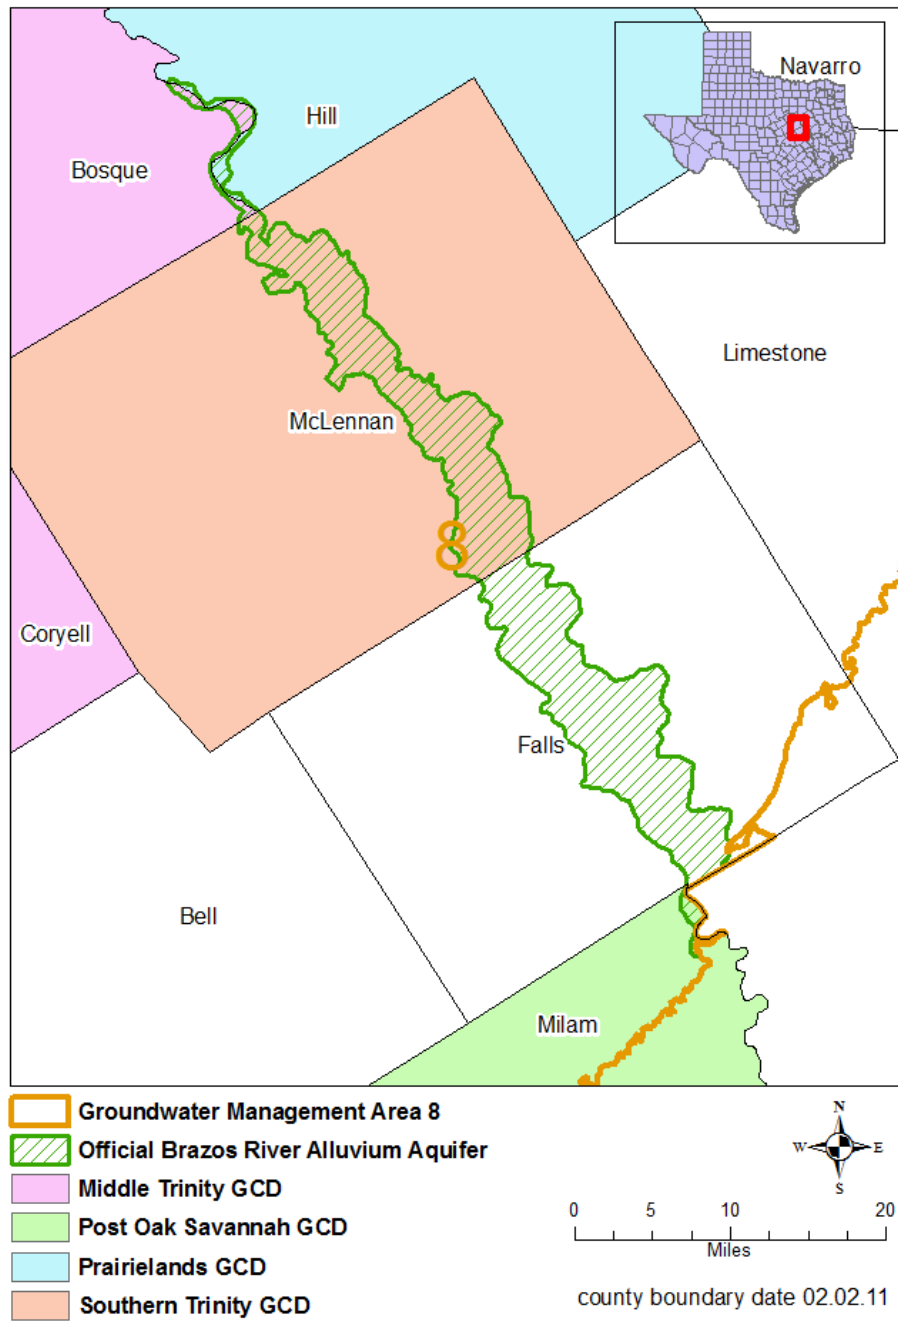 Navarro
Hill
Bosque
Limestone
McLennan
8
Coryell
Falls
Bell
Milam
Groundwater Management Area 8
Official Brazos River Alluvium Aquifer
Middle Trinity GCD
Post Oak Savannah GCD
Prairielands GCD
Southern Trinity GCD
N
W E
S
0 5 10 20
Miles
county boundary date 02.02.11